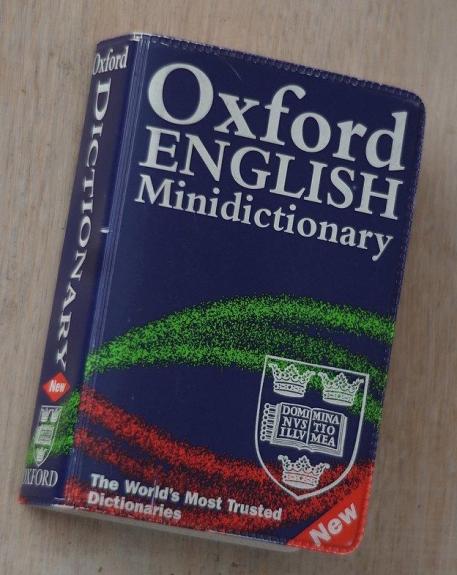 Oxford
DICTIONARY
New
OXFORD
Oxford
ENGLISH
Minidictionary
DOMI MINA
NVS TIO
ILLV MEA
The World's Most Trusted
Dictionaries
New